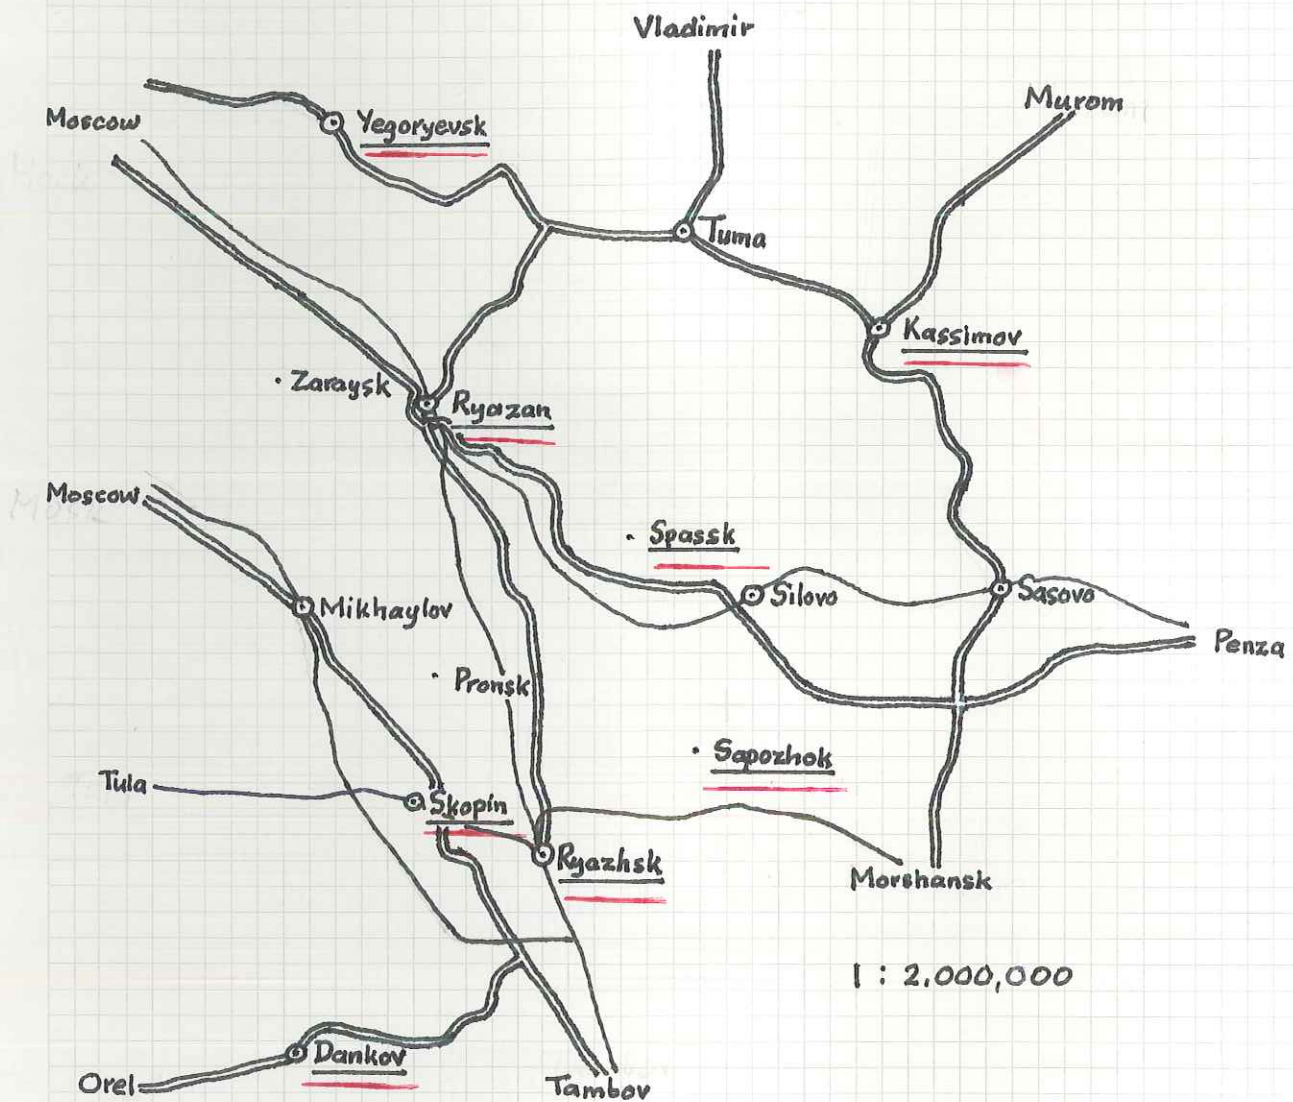 Vladimir
Murom
Moscow
Yegoryevsk
Tuma
Kassimov
Zaraysk
Ryazan
Moscow
Spassk
Silovo
Sasovo
Mikhaylov
Penza
Pronsk
Sapozhok
Tula
Skopin
Ryazhsk
Morshansk
1 : 2,000,000
Dankov
Orel
Tambov